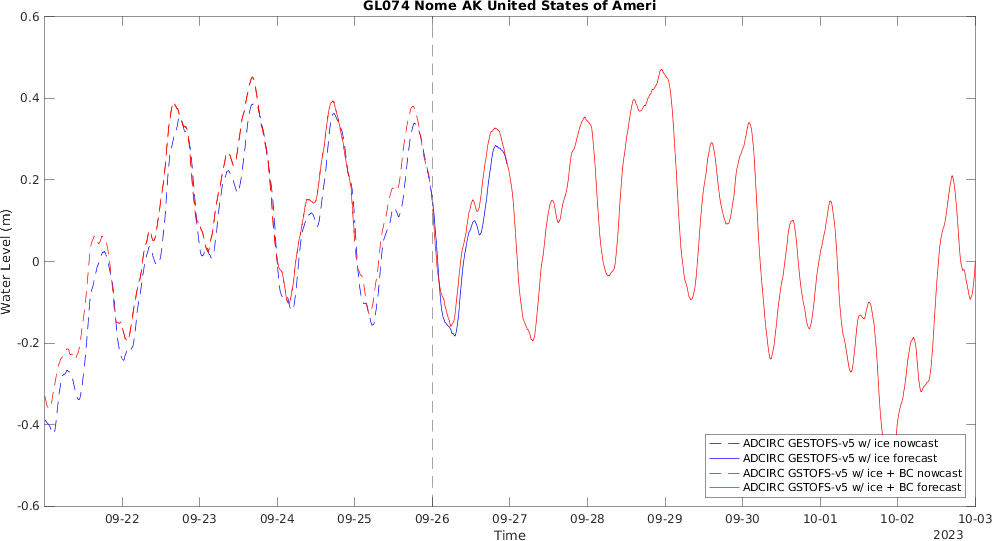 GL074 Nome AK United States of Ameri
0.6
0.4
0.2
0
-0.2
-0.4
-0.6
Water Level (m)
09-22 09-23 09-24 09-25 09-26 09-27 09-28 09-29 09-30 10-01 10-02 10-03
Time
2023
ADCIRC GESTOFS-v5 w/ ice nowcast
ADCIRC GESTOFS-v5 w/ ice forecast
ADCIRC GSTOFS-v5 w/ ice + BC nowcast
ADCIRC GSTOFS-v5 w/ ice + BC forecast